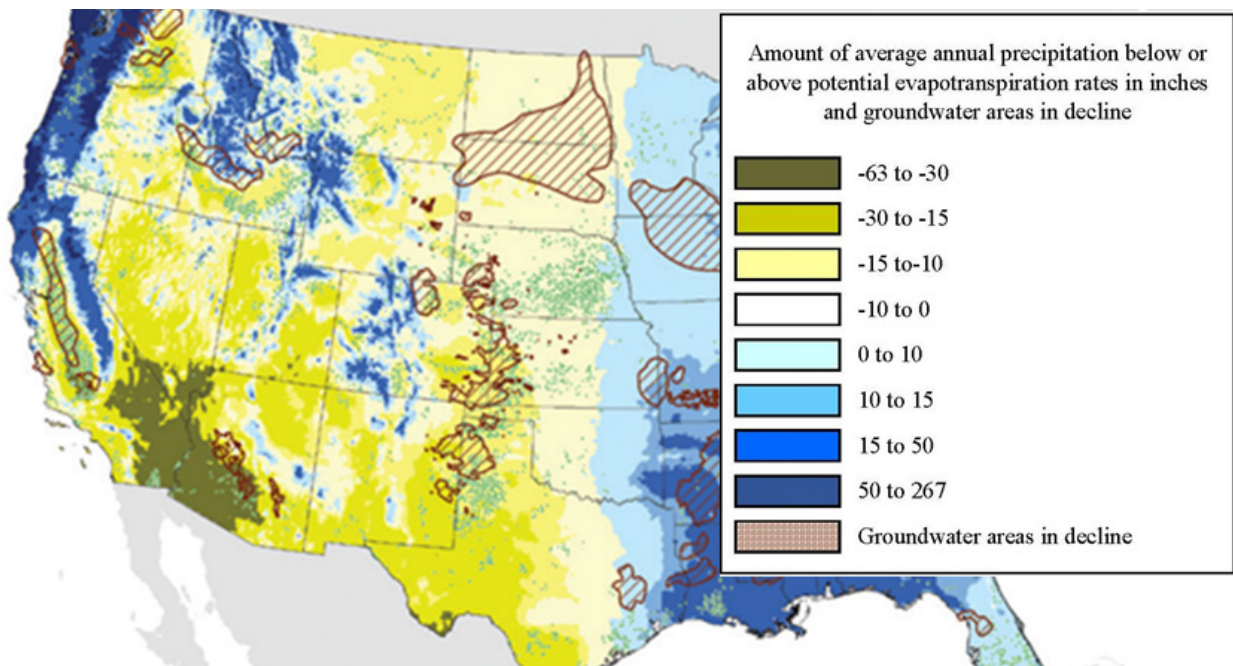 Amount of average annual precipitation below or
above potential evapotranspiration rates in inches
and groundwater areas in decline
-63 to -30
-30 to -15
-15 to-10
-10 to 0
0 to 10
10 to 15
15 to 50
50 to 267
Groundwater areas in decline